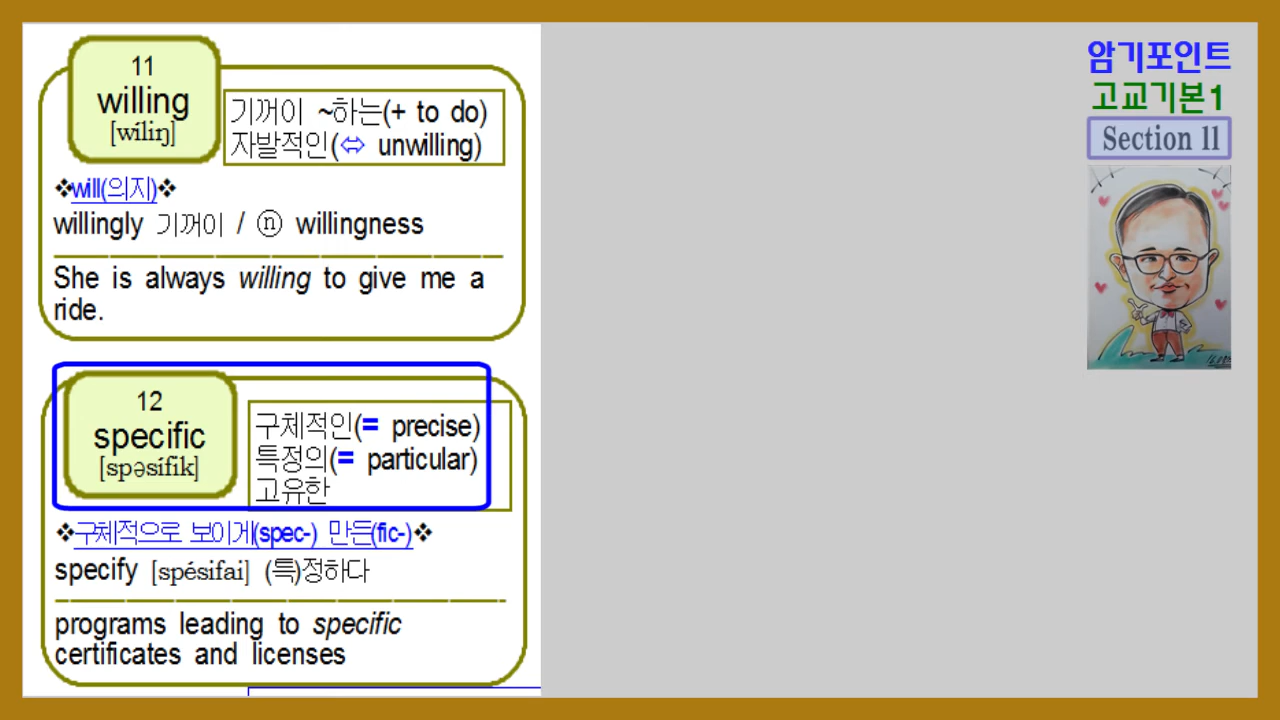 11
willing
[wíliŋ]
기꺼이 ~하는(+ to do)
자발적인(⇔ unwilling)
❖will(의지)❖
willingly 기꺼이 / ⓝ willingness
She is always willing to give me a
ride.
12
specific
[spəsífik]
구체적인(= precise)
특정의(= particular)
고유한
❖구체적으로 보이게(spec-) 만든(fic-)❖
specify [spésifai] (특)정하다
programs leading to specific
certificates and licenses
암기포인트
고교기본1
Section 11